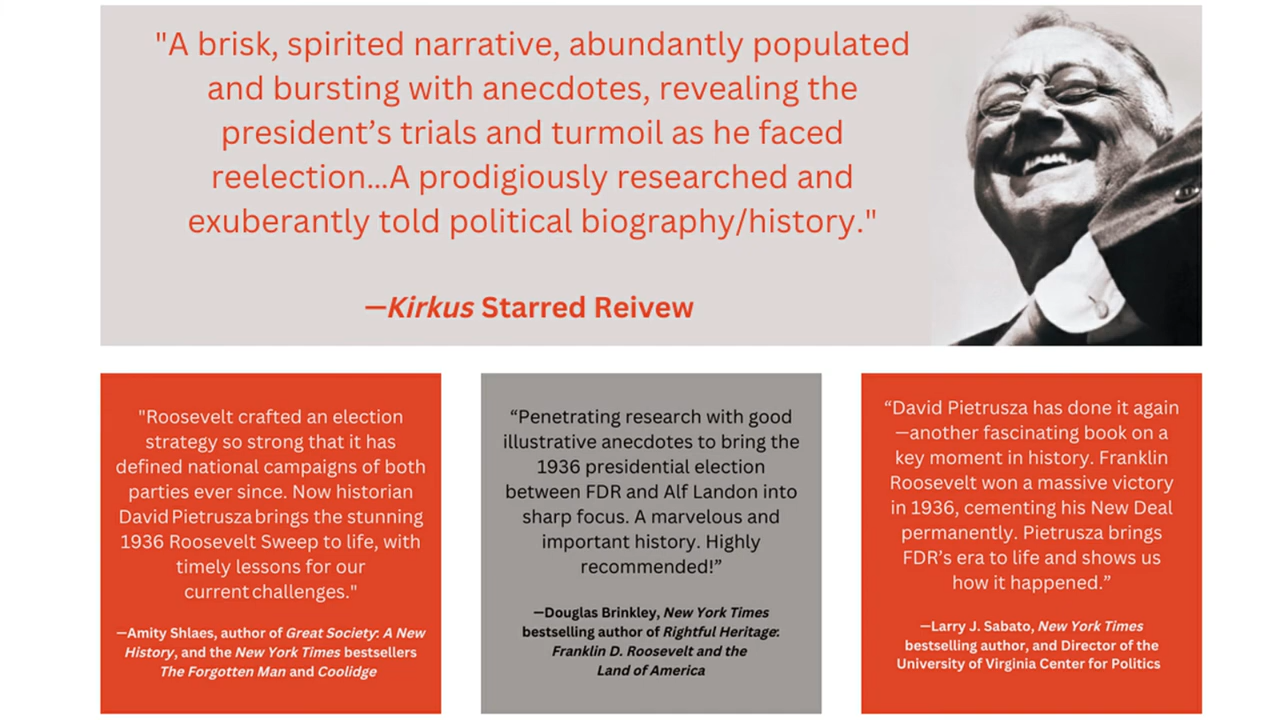 "A brisk, spirited narrative, abundantly populated
and bursting with anecdotes, revealing the
president's trials and turmoil as he faced
reelection...A prodigiously researched and
exuberantly told political biography/history."
—Kirkus Starred Reivew
"Roosevelt crafted an election
strategy so strong that it has
defined national campaigns of both
parties ever since. Now historian
David Pietrusza brings the stunning
1936 Roosevelt Sweep to life, with
timely lessons for our
current challenges."
—Amity Shlaes, author of Great Society: A New
History, and the New York Times bestsellers
The Forgotten Man and Coolidge
“Penetrating research with good
illustrative anecdotes to bring the
1936 presidential election
between FDR and Alf Landon into
sharp focus. A marvelous and
important history. Highly
recommended!”
—Douglas Brinkley, New York Times
bestselling author of Rightful Heritage:
Franklin D. Roosevelt and the
Land of America
“David Pietrusza has done it again
—another fascinating book on a
key moment in history. Franklin
Roosevelt won a massive victory
in 1936, cementing his New Deal
permanently. Pietrusza brings
FDR’s era to life and shows us
how it happened.”
—Larry J. Sabato, New York Times
bestselling author, and Director of the
University of Virginia Center for Politics